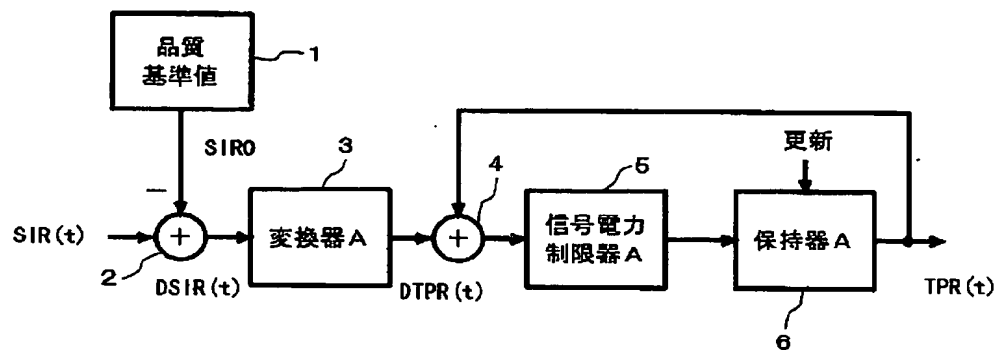 品質
基準値
1
SIR0
3
4
5
更新
SIR(t)
−
+
2
変換器A
+
信号電力
制限器A
保持器A
DSIR(t)
DTPR(t)
TPR(t)
6